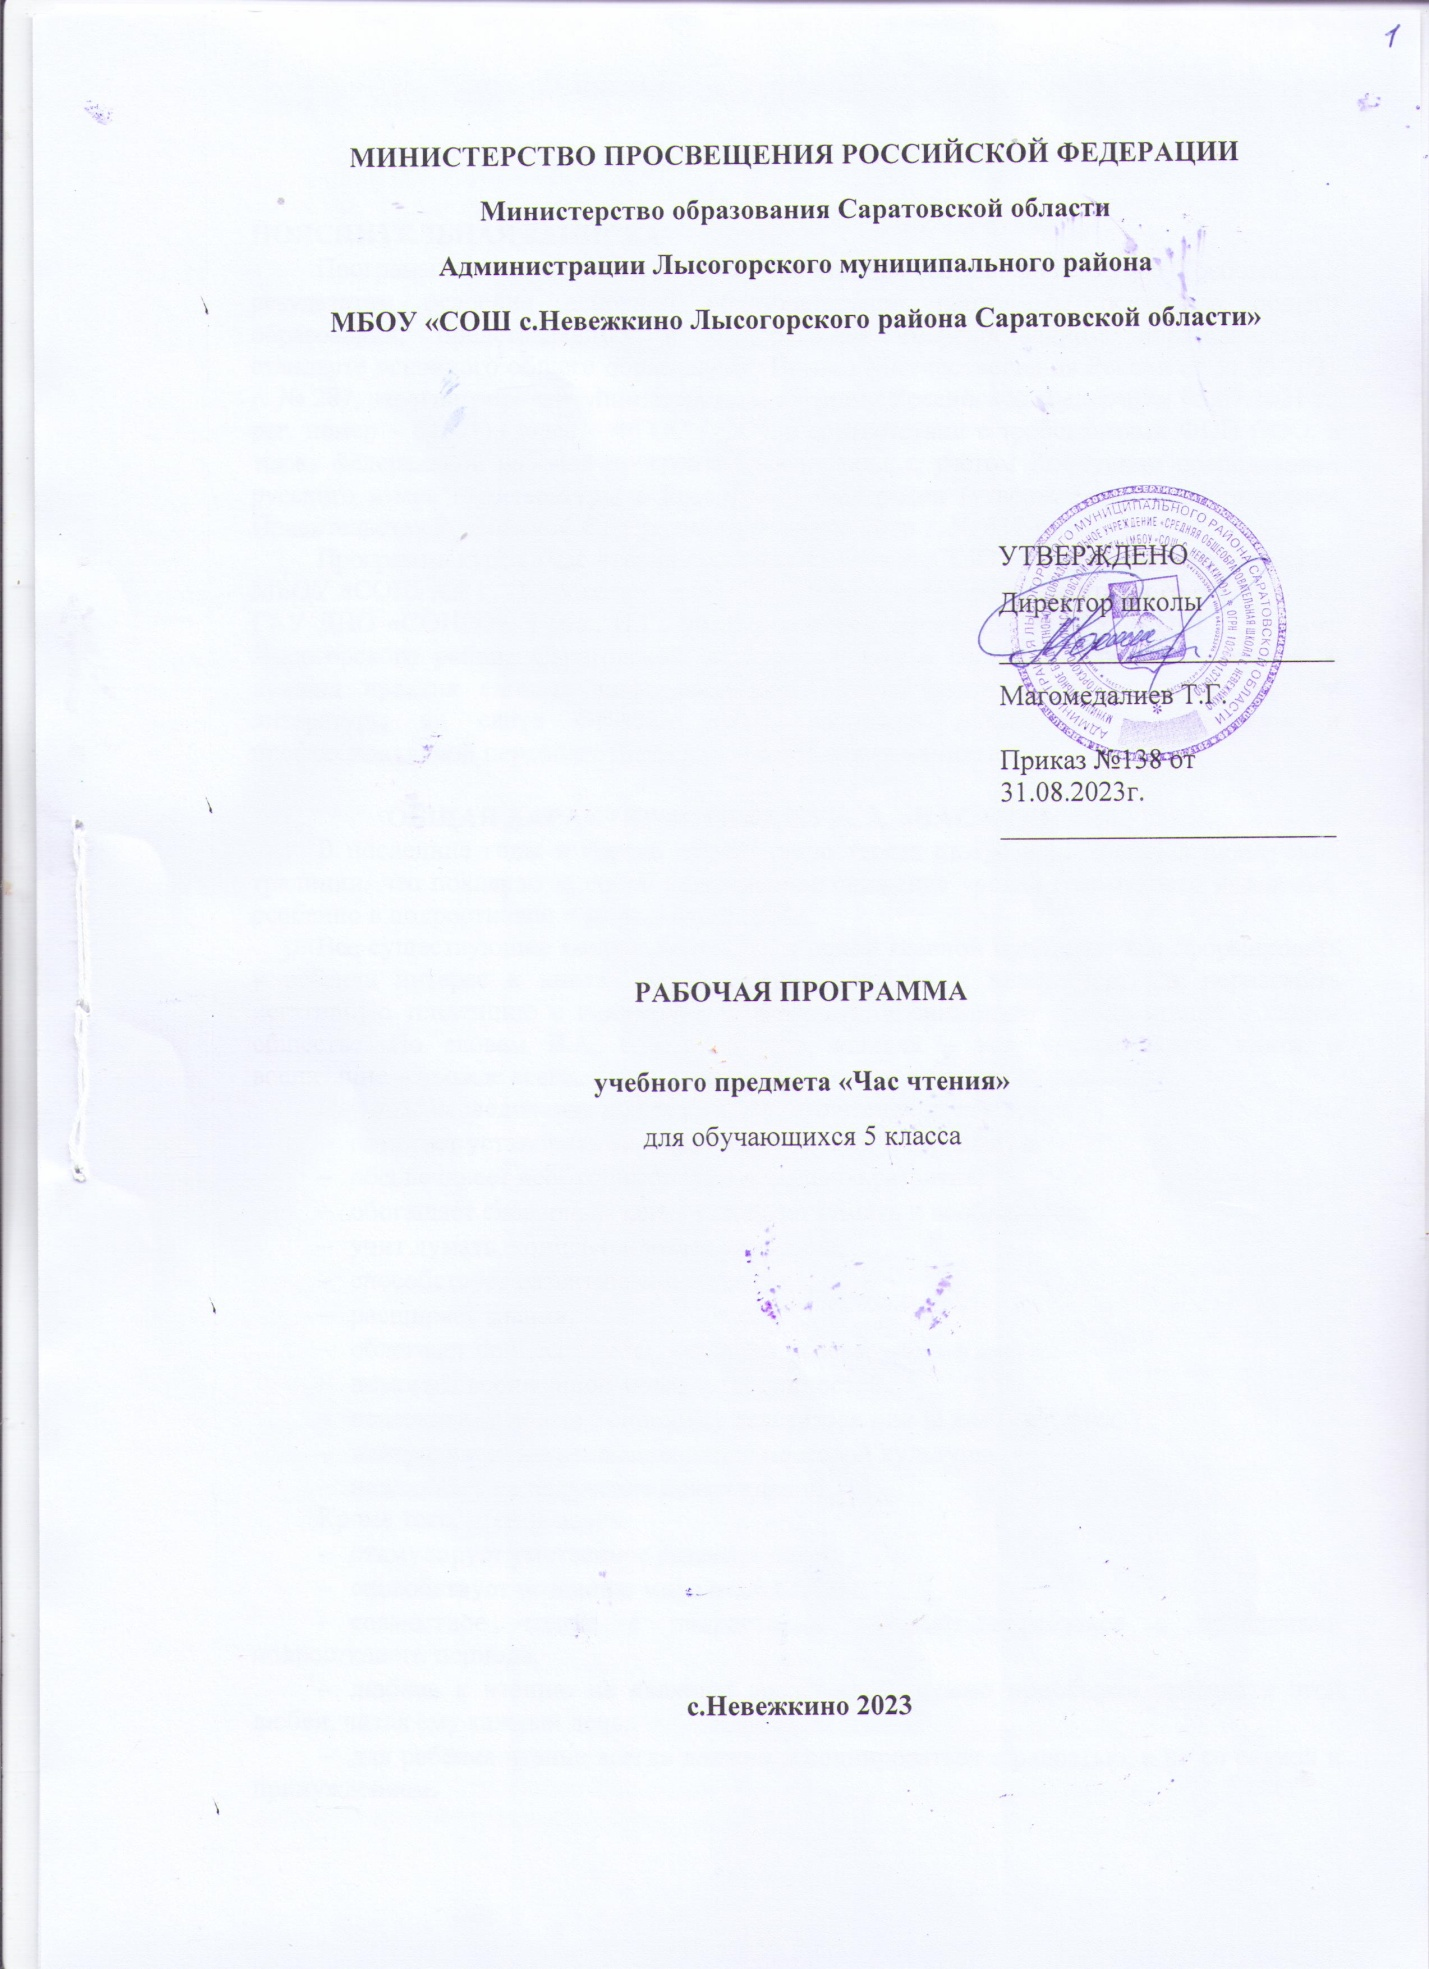 1
МИНИСТЕРСТВО ПРОСВЕЩЕНИЯ РОССИЙСКОЙ ФЕДЕРАЦИИ
Министерство образования Саратовской области
Администрации Лысогорского муниципального района
МБОУ «СОШ с.Невежкино Лысогорского района Саратовской области»
УТВЕРЖДЕНО
Директор школы
Магомедалиев Т.Г.
Приказ №138 от
31.08.2023г.
РАБОЧАЯ ПРОГРАММА
учебного предмета «Час чтения»
для обучающихся 5 класса
с.Невежкино 2023